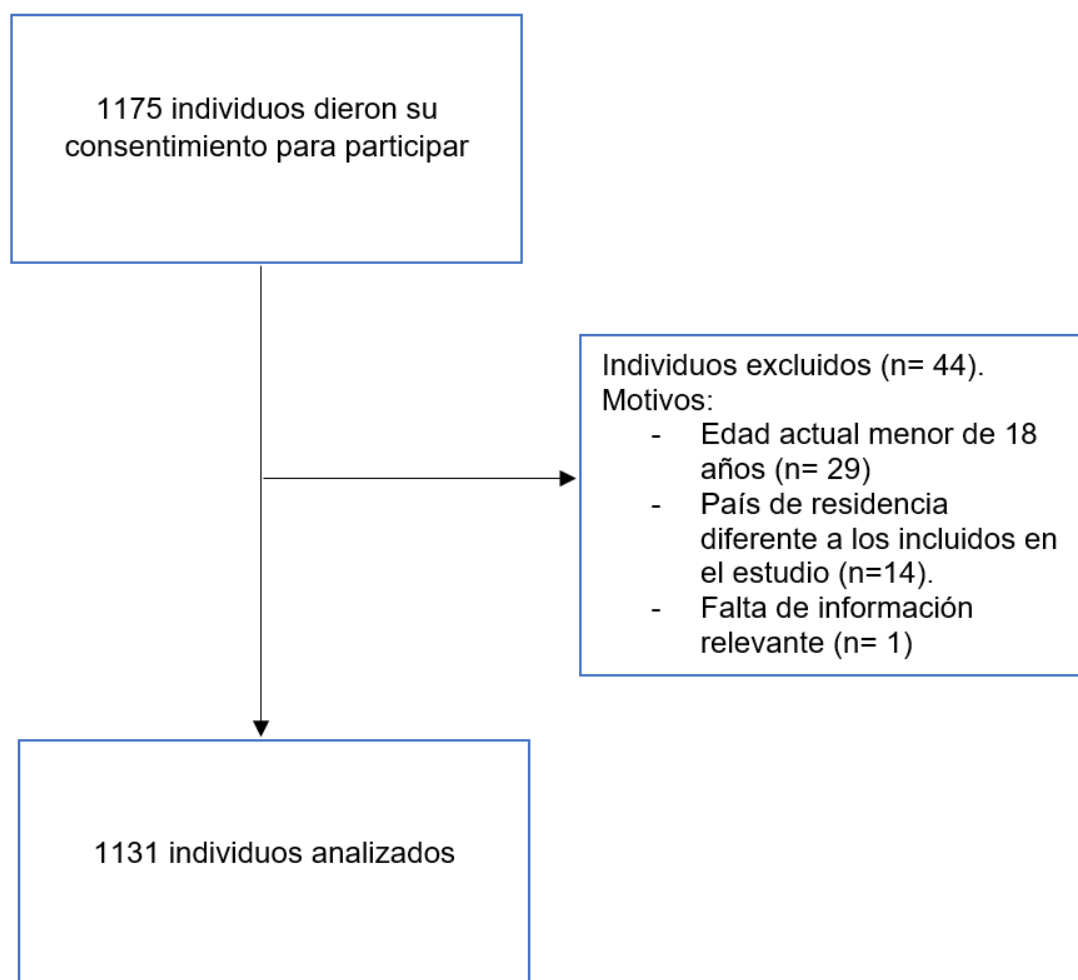 1175 individuos dieron su
consentimiento para participar
Individuos excluidos (n= 44).
Motivos:
- Edad actual menor de 18
años (n= 29)
- País de residencia
diferente a los incluidos en
el estudio (n=14).
- Falta de información
relevante (n= 1)
1131 individuos analizados